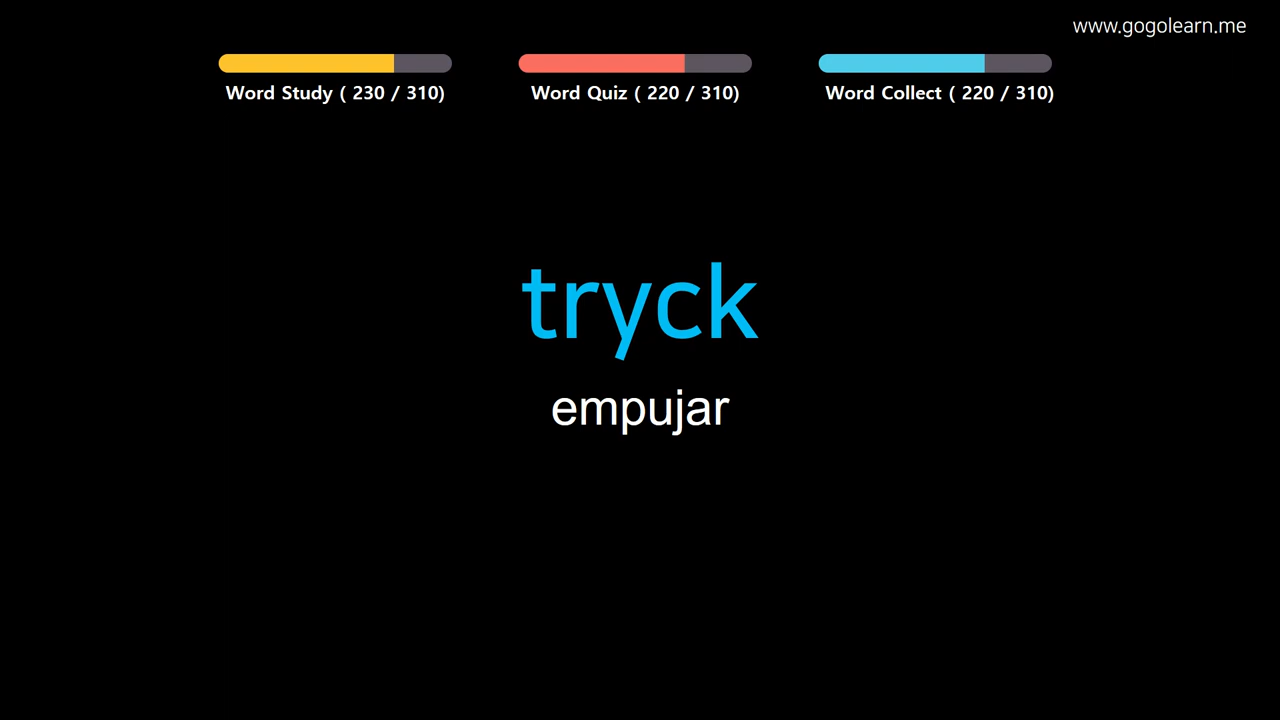 www.gogolearn.me
Word Study ( 230 / 310)
Word Quiz ( 220 / 310)
Word Collect ( 220 / 310)
tryck
empujar